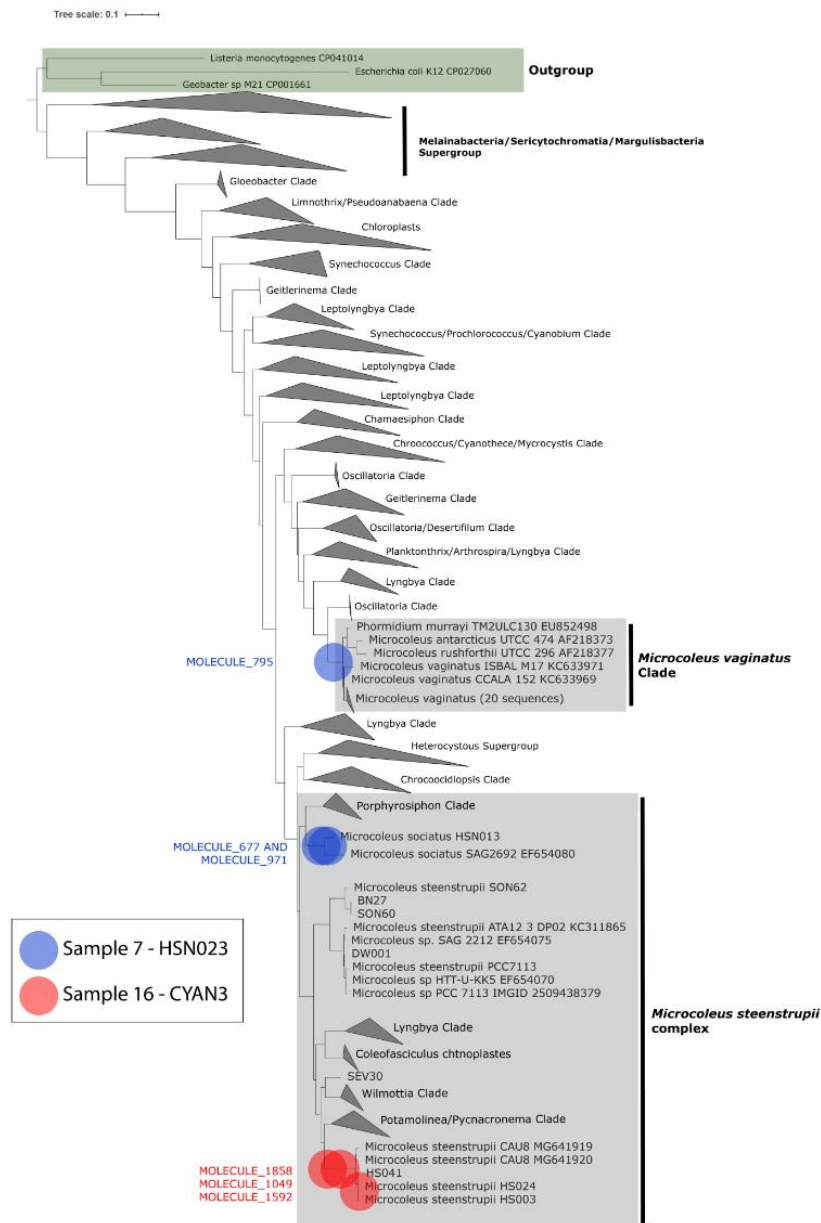 Tree scale: 0.1
Listeria monocytogenes CP041014
Escherichia coli K12 CP027060
Outgroup
Geobacter sp M21 CP001661
Melainabacteria/Sericytochromatia/Margulisbacteria
Supergroup
Gloeobacter Clade
Limnothrix/Pseudoanabaena Clade
Chloroplasts
Synechococcus Clade
Geitlerinema Clade
Leptolyngbya Clade
Synechococcus/Prochlorococcus/Cyanobium Clade
Leptolyngbya Clade
Leptolyngbya Clade
Chamaesiphon Clade
Chroococcus/Cyanothece/Mycrocystis Clade
Oscillatoria Clade
Geitlerinema Clade
Oscillatoria/Desertifilum Clade
Planktonthrix/Arthrospira/Lyngbya Clade
Lyngbya Clade
Oscillatoria Clade
Phormidium murrayi TM2ULC130 EU852498
Microcoleus antarcticus UTCC 474 AF218373
Microcoleus rushforthii UTCC 296 AF218377
MOLECULE_795
Microcoleus vaginatus ISBAL M17 KC633971
Microcoleus vaginatus CCALA 152 KC633969
Microcoleus vaginatus (20 sequences)
Microcoleus vaginatus
Clade
Lyngbya Clade
Heterocystous Supergroup
Chrocoocidiopsis Clade
Porphyrosiphon Clade
MOLECULE_677 AND
MOLECULE_971
Microcoleus sociatus HSN013
Microcoleus sociatus SAG2692 EF654080
Microcoleus steenstrupii SON62
BN27
SON60
Microcoleus steenstrupii ATA12 3 DP02 KC311865
Microcoleus sp. SAG 2212 EF654075
DW001
Microcoleus steenstrupii PCC7113
Microcoleus sp HTT-U-KK5 EF654070
Microcoleus sp PCC 7113 IMGID 2509438379
Sample 7 - HSN023
Sample 16 - CYAN3
Microcoleus steenstrupii
complex
Lyngbya Clade
Coleofasciculus chtnoplastes
SEV30
Wilmottia Clade
Potamolinea/Pycnacronema Clade
Microcoleus steenstrupii CAU8 MG641919
Microcoleus steenstrupii CAU8 MG641920
HS041
Microcoleus steenstrupii HS024
Microcoleus steenstrupii HS003
MOLECULE_1858
MOLECULE_1049
MOLECULE_1592